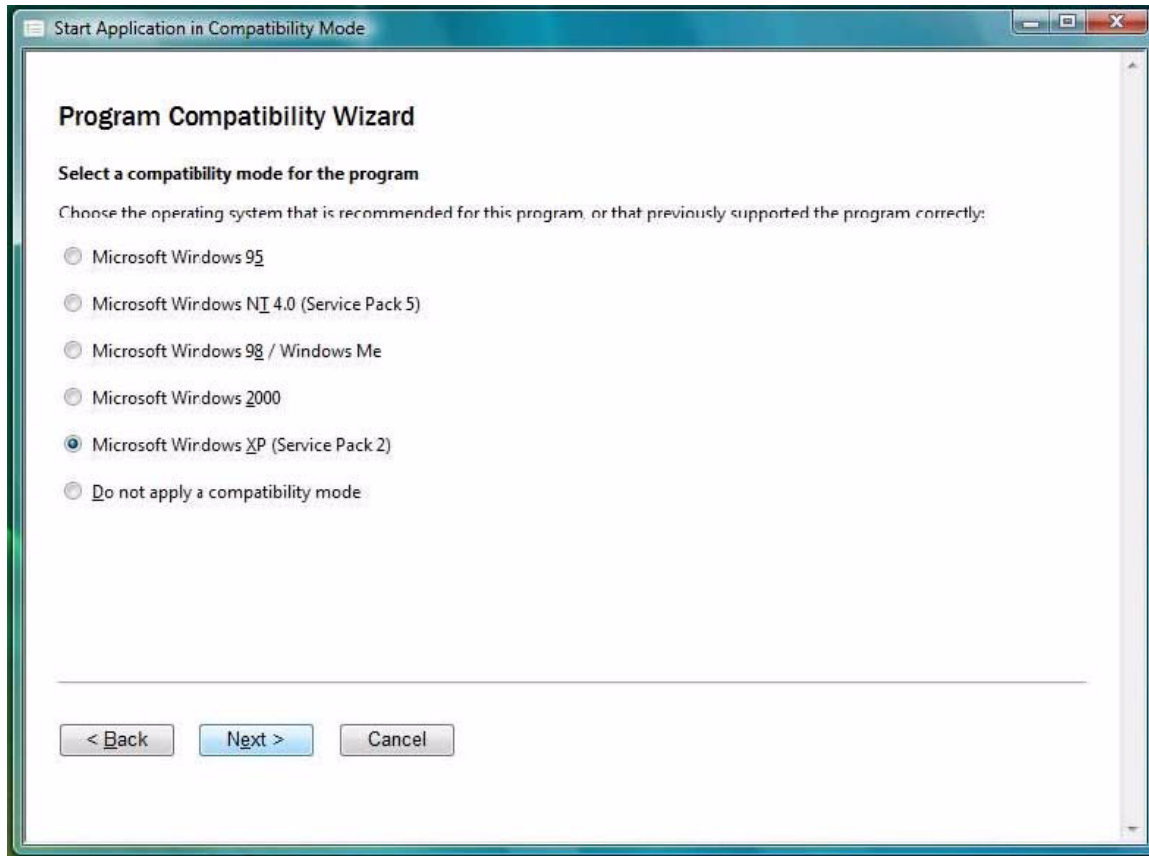 Start Application in Compatibility Mode
Program Compatibility Wizard
Select a compatibility mode for the program
Choose the operating system that is recommended for this program, or that previously supported the program correctly:
Microsoft Windows 95
Microsoft Windows NT 4.0 (Service Pack 5)
Microsoft Windows 98 / Windows Me
Microsoft Windows 2000
Microsoft Windows XP (Service Pack 2)
Do not apply a compatibility mode
< Back
Next >
Cancel